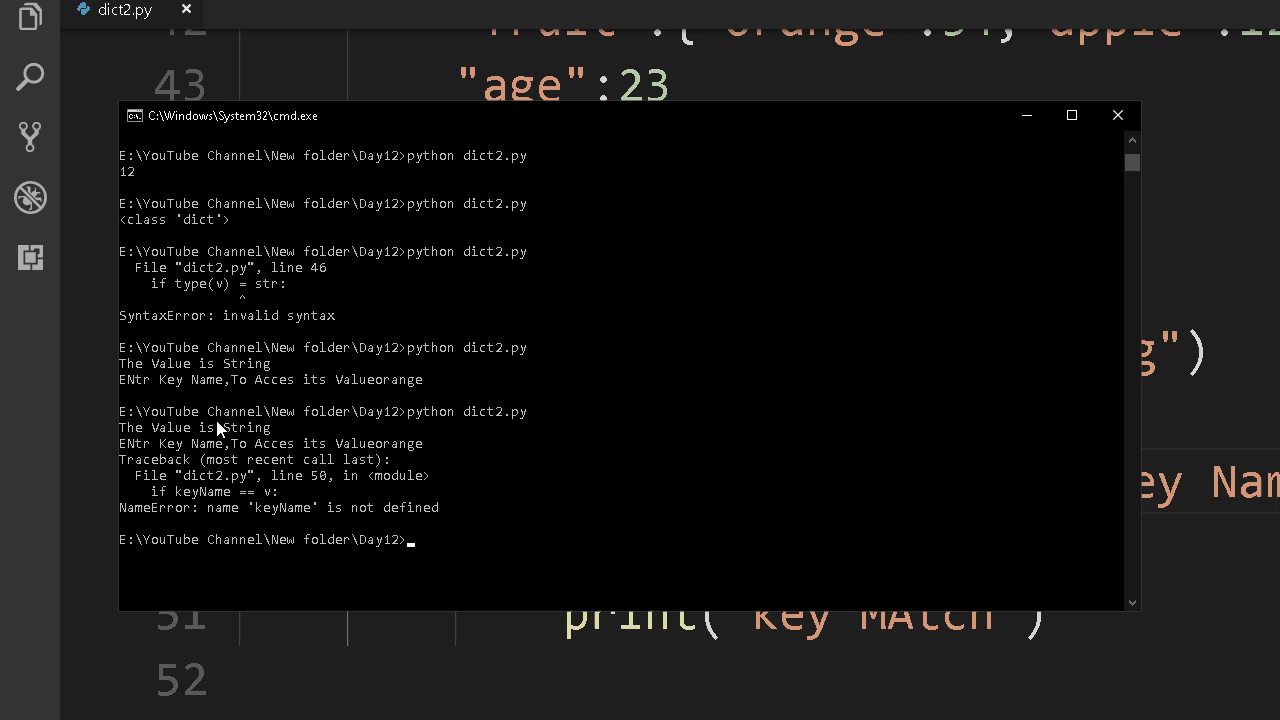 dict2.py
43 "age":23
C:\Windows\System32\cmd.exe
E:\YouTube Channel\New folder\Day12>python dict2.py
12
E:\YouTube Channel\New folder\Day12>python dict2.py
<class 'dict'>
E:\YouTube Channel\New folder\Day12>python dict2.py
File "dict2.py", line 46
if type(v) = str:
^
SyntaxError: invalid syntax
E:\YouTube Channel\New folder\Day12>python dict2.py
The Value is String
ENtr Key Name,To Acces its Valueorange
E:\YouTube Channel\New folder\Day12>python dict2.py
The Value is String
ENtr Key Name,To Acces its Valueorange
Traceback (most recent call last):
File "dict2.py", line 50, in <module>
if keyName == v:
NameError: name 'keyName' is not defined
E:\YouTube Channel\New folder\Day12>
g")
ey Nam
51 print( key MAtch )
52